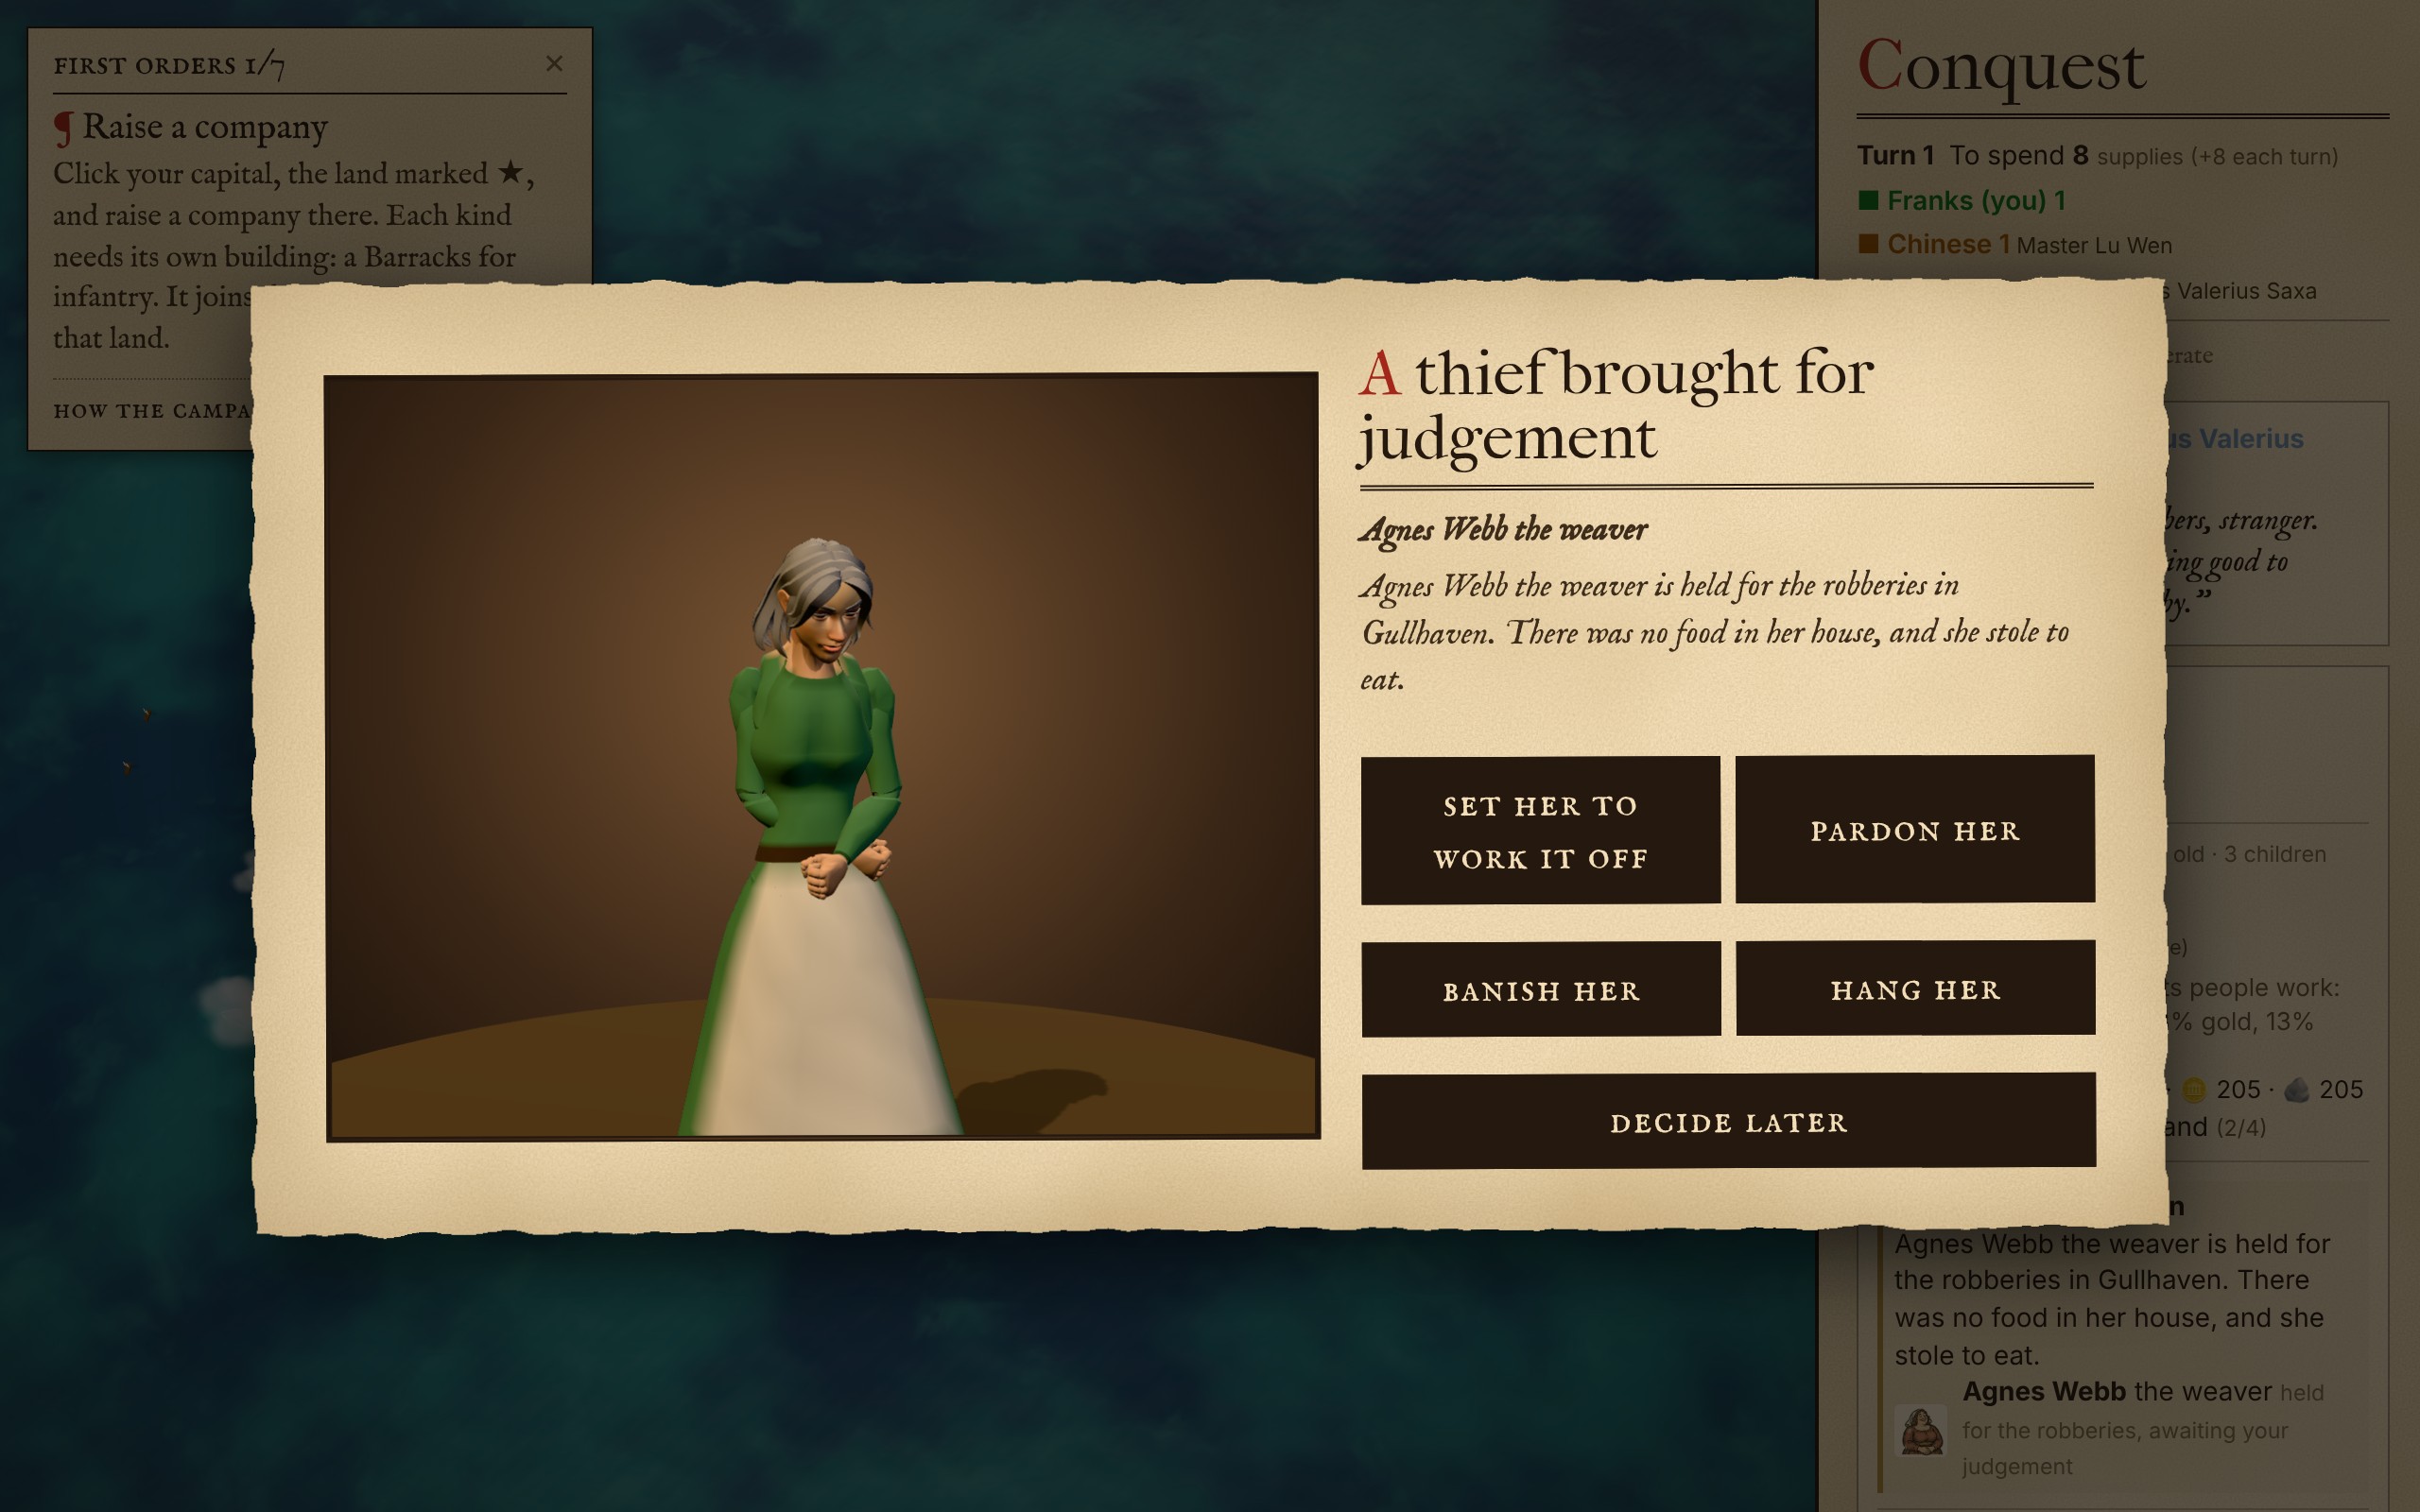 FIRST ORDERS 1/7 ×
¶ Raise a company
Click your capital, the land marked ★,
and raise a company there. Each kind
needs its own building: a Barracks for
infantry. It joins
that land.
HOW THE
Conquest
Turn 1 To spend 8 supplies (+8 each turn)
Franks (you) 1
Chinese 1 Master Lu Wen
Valerius Saxa
A thief brought for
judgement
Agnes Webb the weaver
Agnes Webb the weaver is held for the robberies in
Gullhaven. There was no food in her house, and she stole to
eat.
SET HER TO
WORK IT OFF
PARDON HER
BANISH HER
HANG HER
DECIDE LATER
Valerius
stranger.
good to
old · 3 children
people work:
% gold, 13%
205 · 205
(2/4)
Agnes Webb the weaver is held for
the robberies in Gullhaven. There
was no food in her house, and she
stole to eat.
Agnes Webb the weaver held
for the robberies, awaiting your
judgement